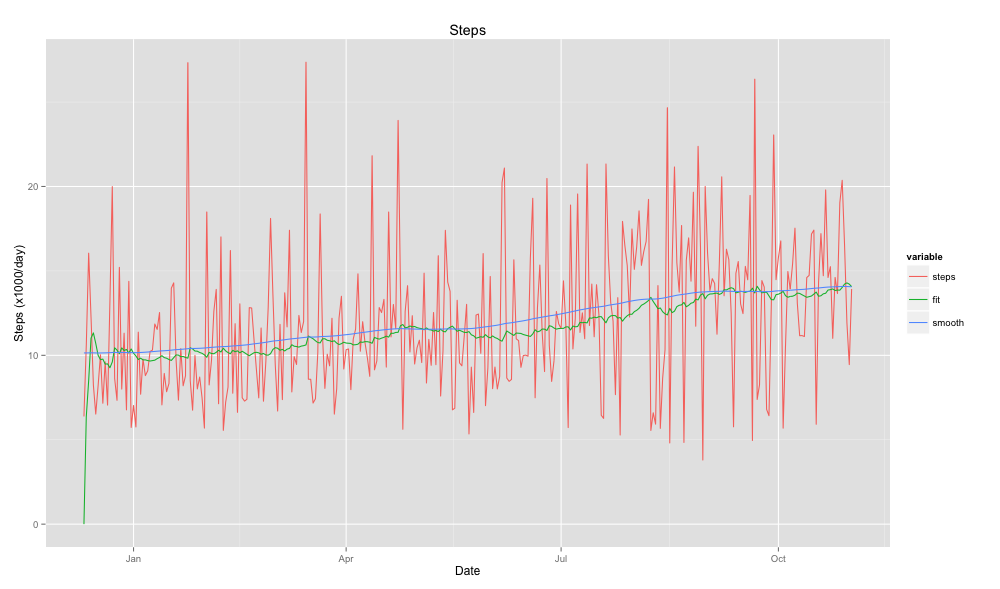 Steps
Steps (x1000/day)
20
10
0
Jan
Apr
Jul
Oct
Date
variable
steps
fit
smooth